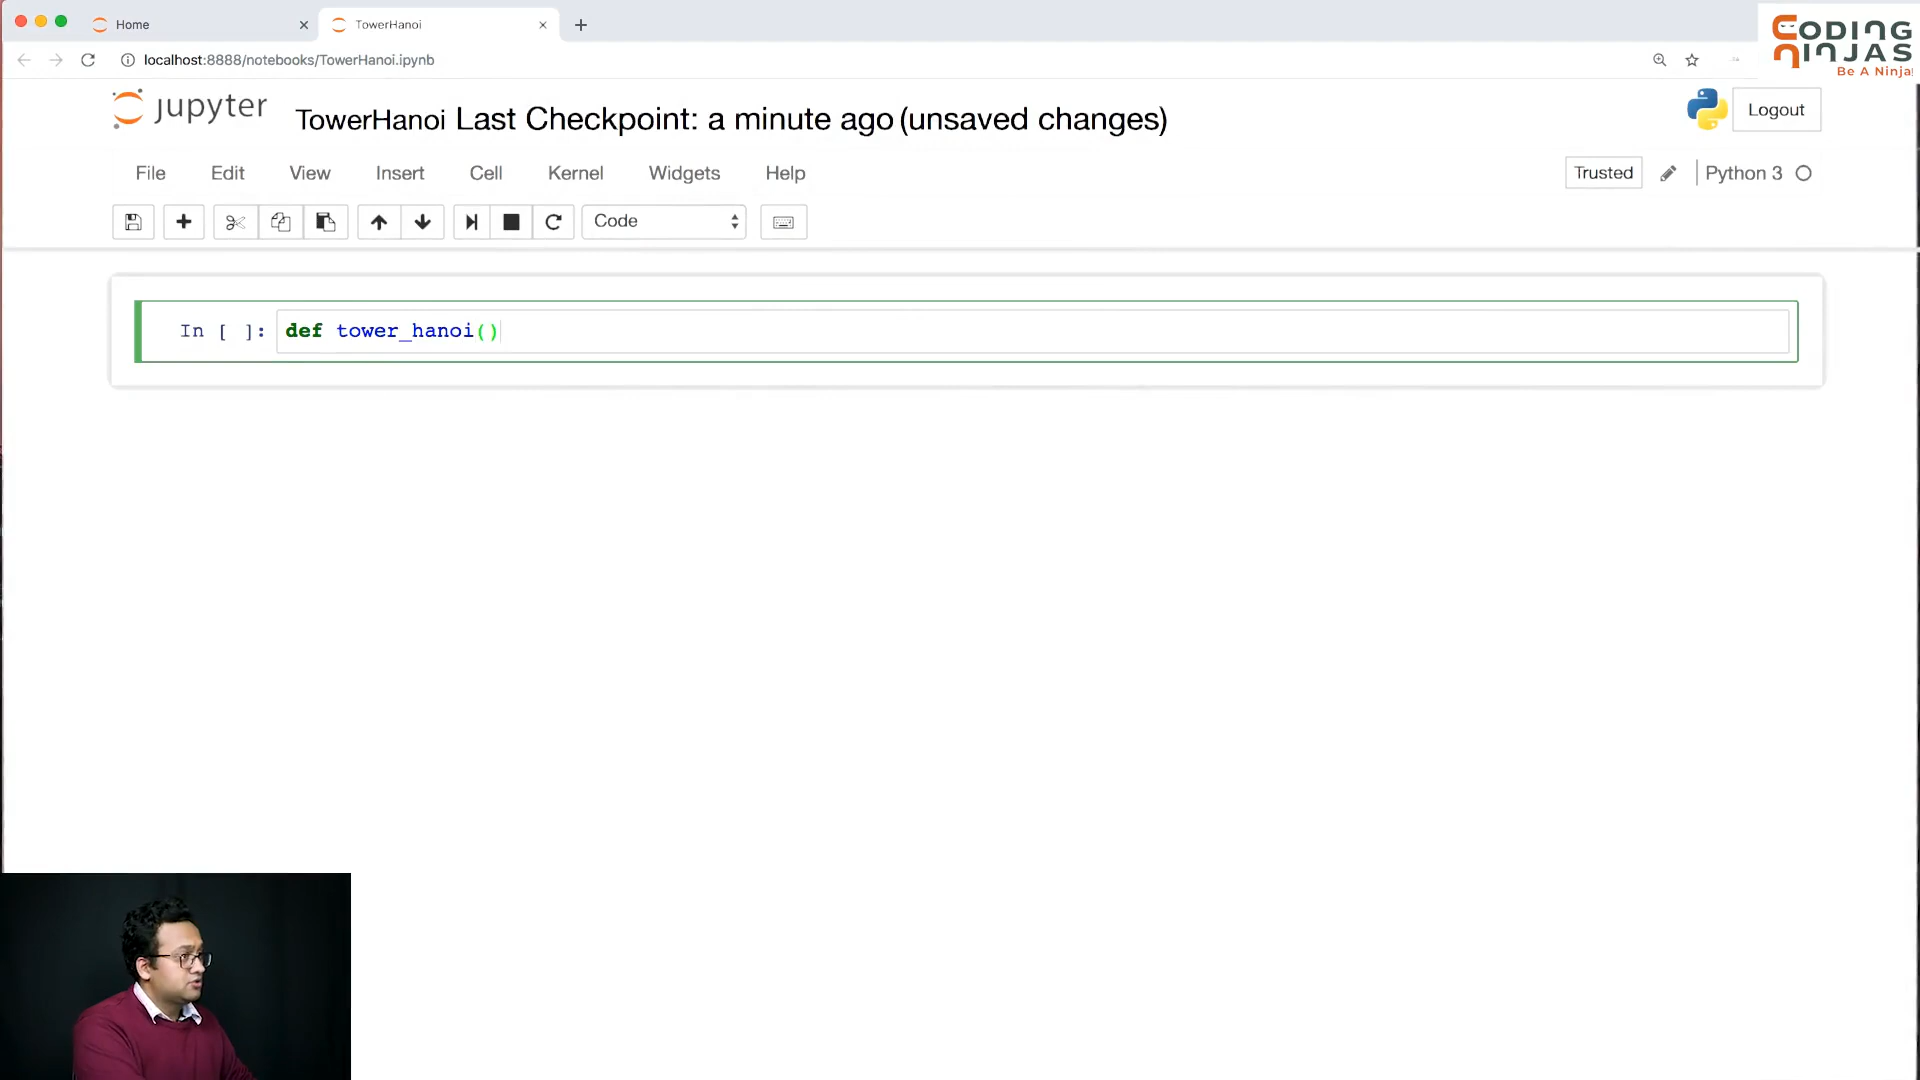 Home
TowerHanoi
localhost:8888/notebooks/TowerHanoi.ipynb
CODING
NINJAS
Be A Ninja!
jupyter TowerHanoi Last Checkpoint: a minute ago (unsaved changes)
Logout
File Edit View Insert Cell Kernel Widgets Help
Trusted
Python 3
Code
In [ ]: def tower_hanoi()